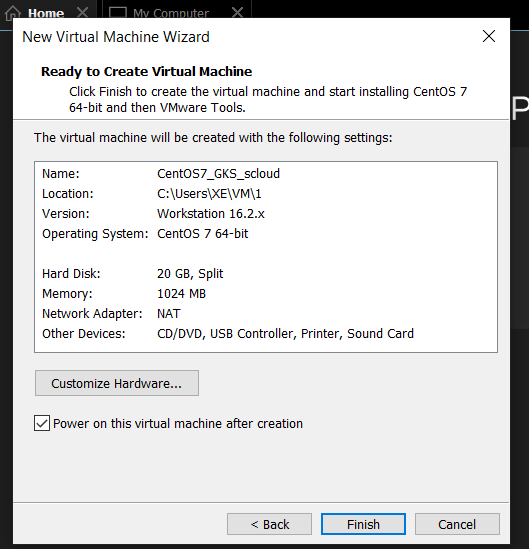 Home
My Computer
New Virtual Machine Wizard
Ready to Create Virtual Machine
Click Finish to create the virtual machine and start installing CentOS 7
64-bit and then VMware Tools.
P
The virtual machine will be created with the following settings:
Name: CentOS7_GKS_scloud
Location: C:\Users\XE\VM\1
Version: Workstation 16.2.x
Operating System: CentOS 7 64-bit
Hard Disk: 20 GB, Split
Memory: 1024 MB
Network Adapter: NAT
Other Devices: CD/DVD, USB Controller, Printer, Sound Card
Customize Hardware...
Power on this virtual machine after creation
< Back
Finish
Cancel